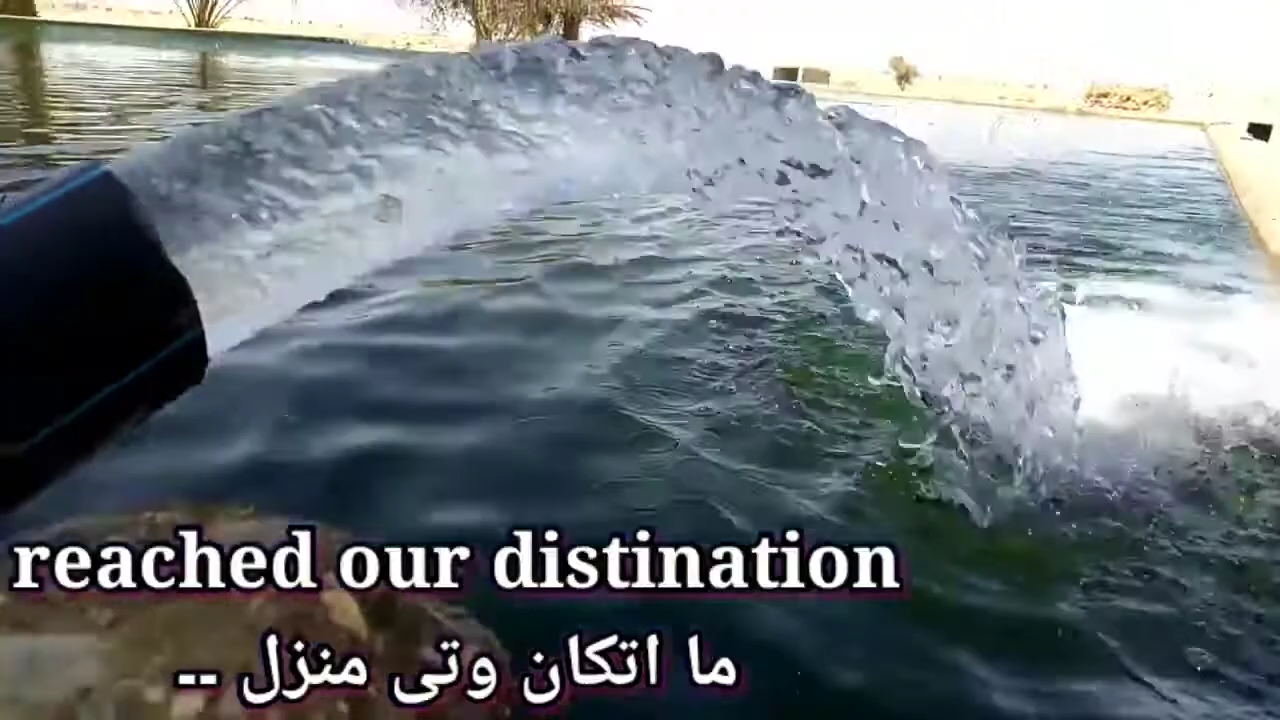 reached our distination
ما اتکان وتی منزل --